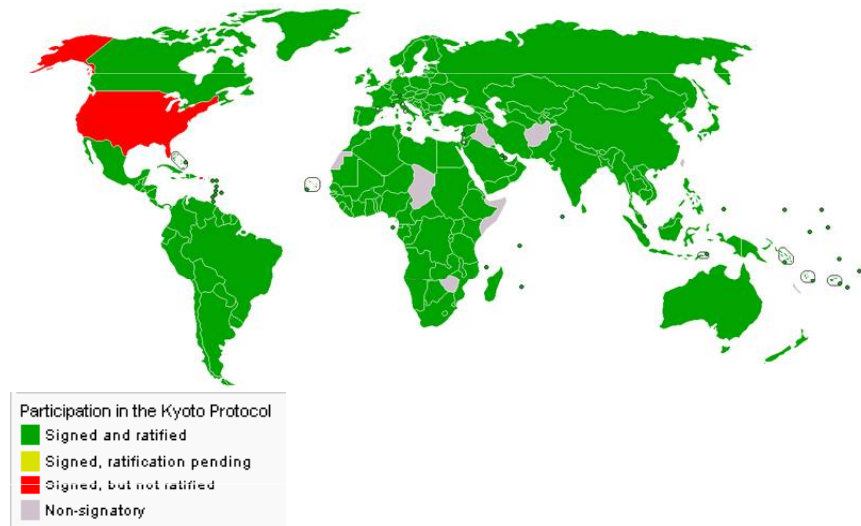 Participation in the Kyoto Protocol
Signed and ratified
Signed, ratification pending
Signed, but not ratified
Non-signatory